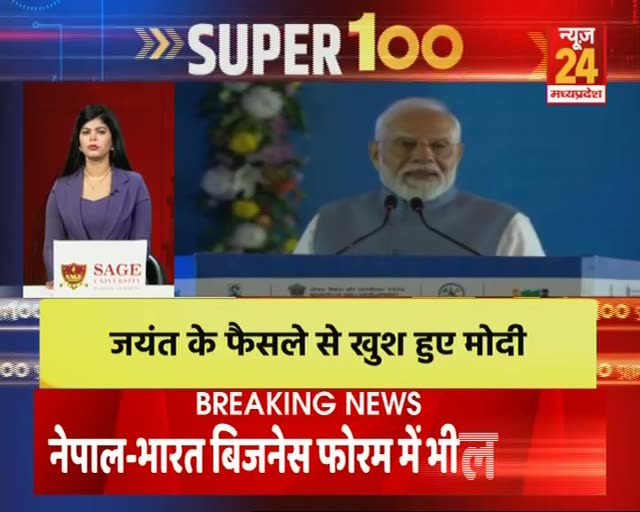 SUPER 100
न्यूज़
24
मध्यप्रदेश
SAGE
UNIVERSITY
जयंत के फैसले से खुश हुए मोदी
BREAKING NEWS
नेपाल-भारत बिजनेस फोरम में भी